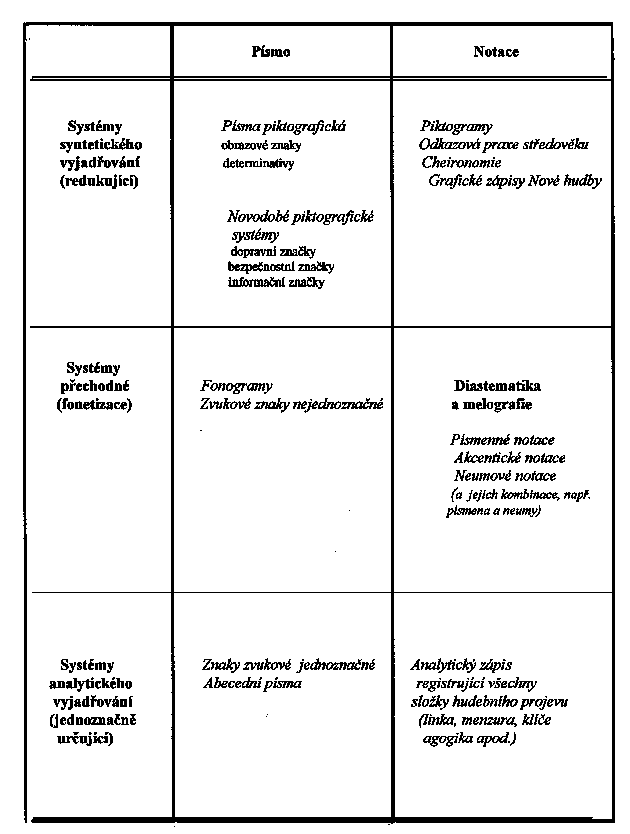 Písmo
Notace
Systémy
syntetického
vyjadřování
(redukující)
Písma piktografická
obrazové znaky
determinativy
Novodobé piktografické
systémy
dopravní značky
bezpečnostní značky
informační značky
Piktogramy
Odkazová praxe středověku
Cheironomie
Grafické zápisy Nové hudby
Systémy
přechodné
(fonetizace)
Fonogramy
Zvukové znaky nejednoznačné
Diastematika
a melografie
Písmenné notace
Akcentické notace
Neumové notace
(a jejich kombinace, např.
písmena a neumy)
Systémy
analytického
vyjadřování
(jednoznačně
určující)
Znaky zvukové jednoznačné
Abecední písma
Analytický zápis
registrující všechny
složky hudebního projevu
(linka, menzura, klíče
agogika apod.)